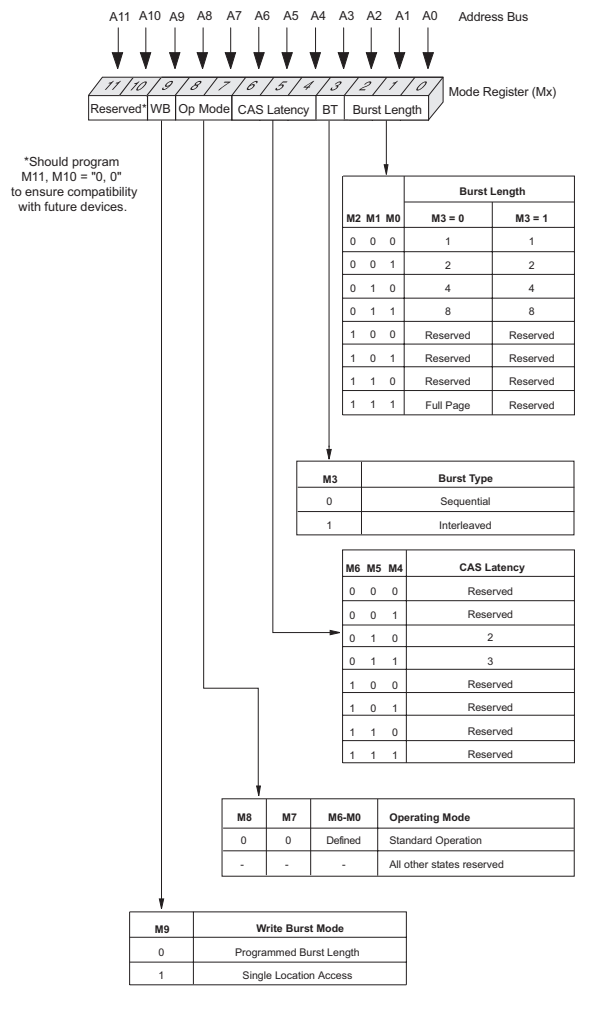 A11 A10 A9 A8 A7 A6 A5 A4 A3 A2 A1 A0 Address Bus
11 10 9 8 7 6 5 4 3 2 1 0 Mode Register (Mx)
Reserved* WB Op Mode CAS Latency BT Burst Length
*Should program
M11, M10 = "0, 0"
to ensure compatibility
with future devices.
Burst Length
M2 M1 M0 M3 = 0 M3 = 1
0 0 0 1 1
0 0 1 2 2
0 1 0 4 4
0 1 1 8 8
1 0 0 Reserved Reserved
1 0 1 Reserved Reserved
1 1 0 Reserved Reserved
1 1 1 Full Page Reserved
M3 Burst Type
0 Sequential
1 Interleaved
M6 M5 M4 CAS Latency
0 0 0 Reserved
0 0 1 Reserved
0 1 0 2
0 1 1 3
1 0 0 Reserved
1 0 1 Reserved
1 1 0 Reserved
1 1 1 Reserved
M8 M7 M6-M0 Operating Mode
0 0 Defined Standard Operation
- - - All other states reserved
M9 Write Burst Mode
0 Programmed Burst Length
1 Single Location Access